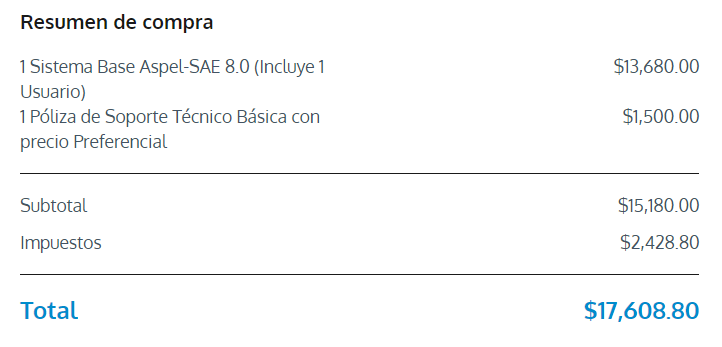 Resumen de compra
1 Sistema Base Aspel-SAE 8.0 (Incluye 1 $13,680.00
Usuario)
1 Póliza de Soporte Técnico Básica con $1,500.00
precio Preferencial
Subtotal $15,180.00
Impuestos $2,428.80
Total $17,608.80